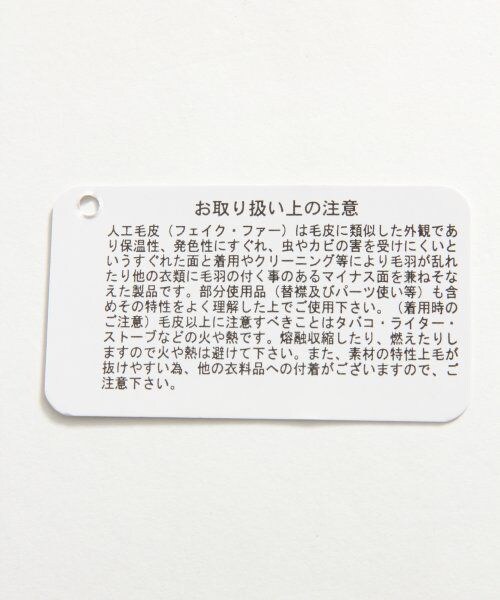 お取り扱い上の注意
人工毛皮（フェイク・ファー）は毛皮に類似した外観であ
り保温性、発色性にすぐれ、虫やカビの害を受けにくいと
いうすぐれた面と着用やクリーニング等により毛羽が乱れ
たり他の衣類に毛羽の付く事のあるマイナス面を兼ねそな
えた製品です。部分使用品（替襟及びパーツ使い等）も含
めその特性をよく理解した上でご使用下さい。（着用時の
ご注意）毛皮以上に注意すべきことはタバコ・ライター・
ストーブなどの火や熱です。熔融収縮したり、燃えたりし
ますので火や熱は避けて下さい。また、素材の特性上毛が
抜けやすい為、他の衣料品への付着がございますので、ご
注意下さい。